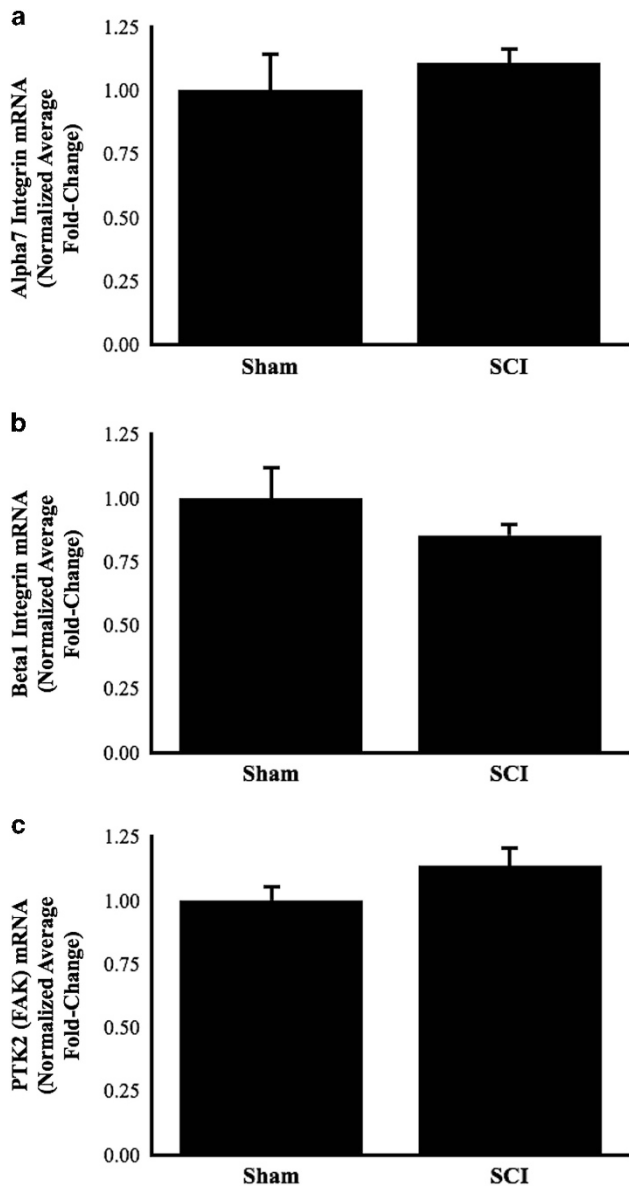 a
Alpha7 Integrin mRNA
(Normalized Average
Fold-Change)
1.25
1.00
0.75
0.50
0.25
0.00
Sham SCI
b
Beta1 Integrin mRNA
(Normalized Average
Fold-Change)
1.25
1.00
0.75
0.50
0.25
0.00
Sham SCI
c
PTK2 (FAK) mRNA
(Normalized Average
Fold-Change)
1.25
1.00
0.75
0.50
0.25
0.00
Sham SCI